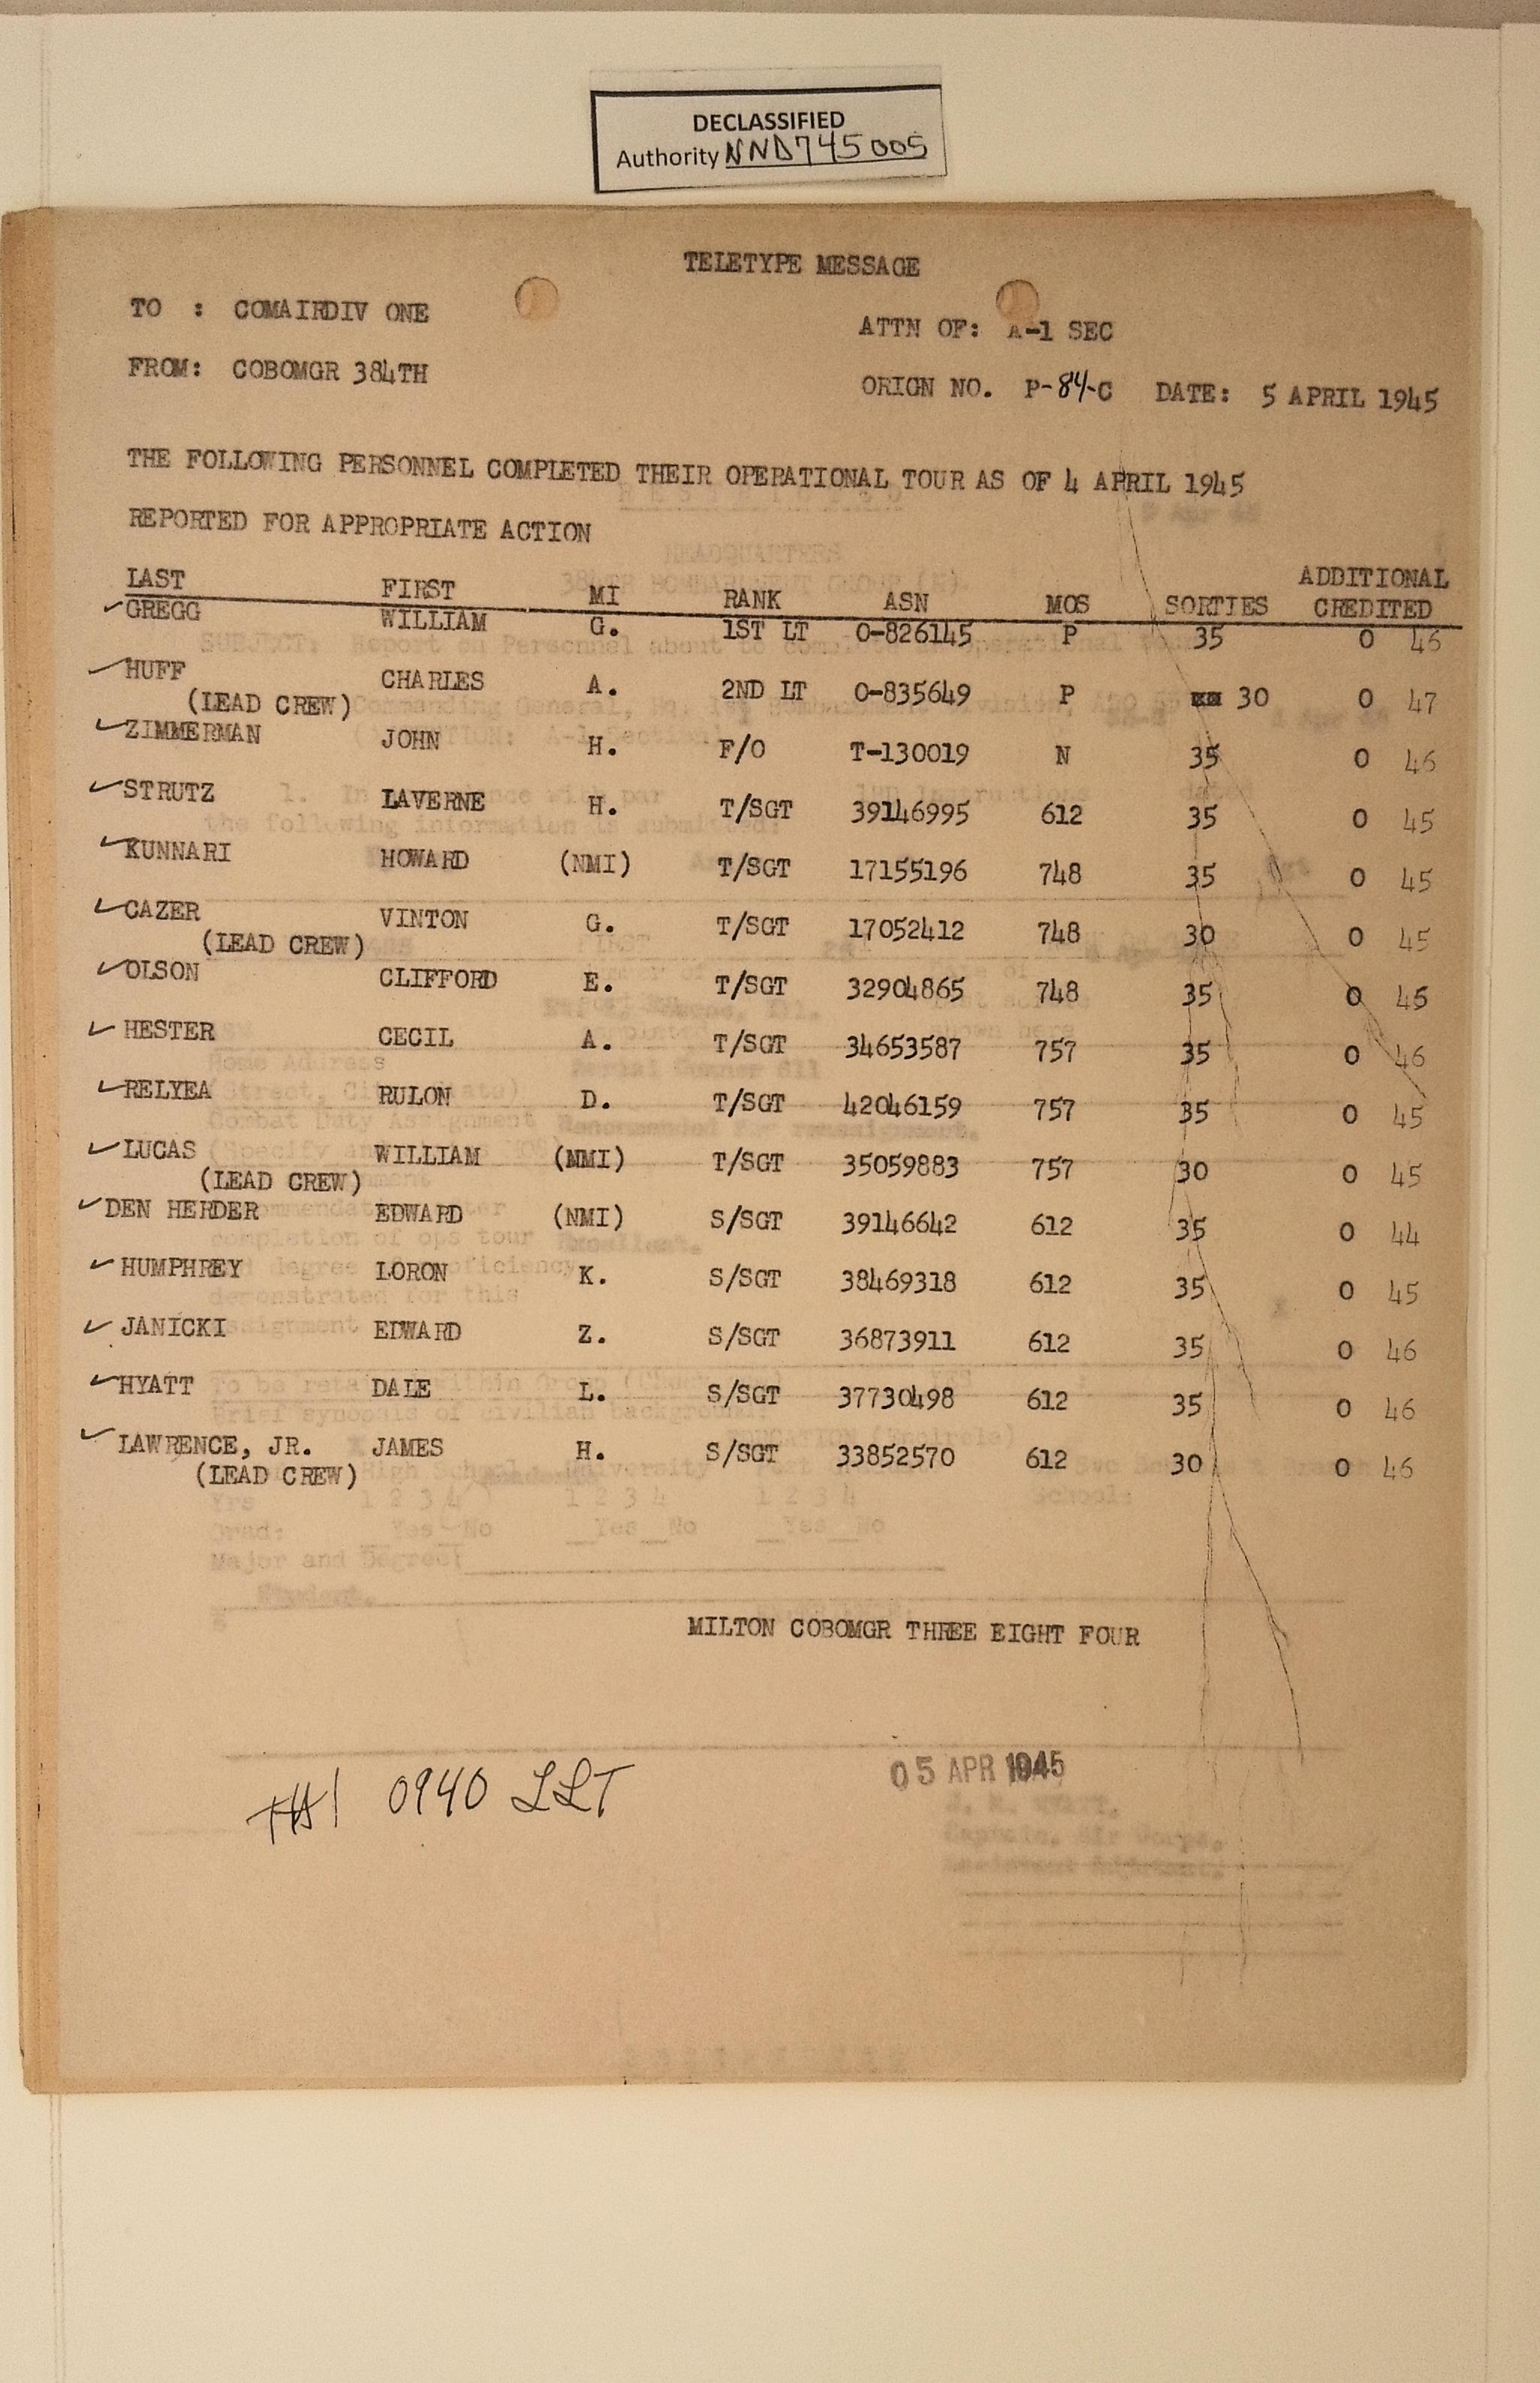 DECLASSIFIED
Authority NND745005
TELETYPE MESSAGE
TO : COMAIRDIV ONE
ATTN OF: A-1 SEC
FROM: COBOMGR 384TH
ORIGN NO. P-84-C DATE: 5 APRIL 1945
THE FOLLOWING PERSONNEL COMPLETED THEIR OPERATIONAL TOUR AS OF 4 APRIL 1945
REPORTED FOR APPROPRIATE ACTION
LAST FIRST MI RANK ASN MOS SORTIES ADDITIONAL CREDITED
GREGG WILLIAM G. 1ST LT O-826145 P 35 0 46
HUFF CHARLES A. 2ND LT O-835649 P 30 0 47
(LEAD CREW)
ZIMMERMAN JOHN H. F/O T-130019 N 35 0 46
STRUTZ LAVERNE H. T/SGT 39146995 612 35 0 45
KUNNARI HOWARD (NMI) T/SGT 17155196 748 35 0 45
CAZER VINTON G. T/SGT 17052412 748 30 0 45
(LEAD CREW)
OLSON CLIFFORD E. T/SGT 32904865 748 35 0 45
HESTER CECIL A. T/SGT 34653587 757 35 0 46
RELYEA RULON D. T/SGT 42046159 757 35 0 45
LUCAS WILLIAM (NMI) T/SGT 35059883 757 30 0 45
(LEAD CREW)
DEN HERDER EDWARD (NMI) S/SGT 39146642 612 35 0 44
HUMPHREY LORON K. S/SGT 38469318 612 35 0 45
JANICKI EDWARD Z. S/SGT 36873911 612 35 0 46
HYATT DALE L. S/SGT 37730498 612 35 0 46
LAWRENCE, JR. JAMES H. S/SGT 33852570 612 30 0 46
(LEAD CREW)
MILTON COBOMGR THREE EIGHT FOUR
05 APR 1945
0940 LLT